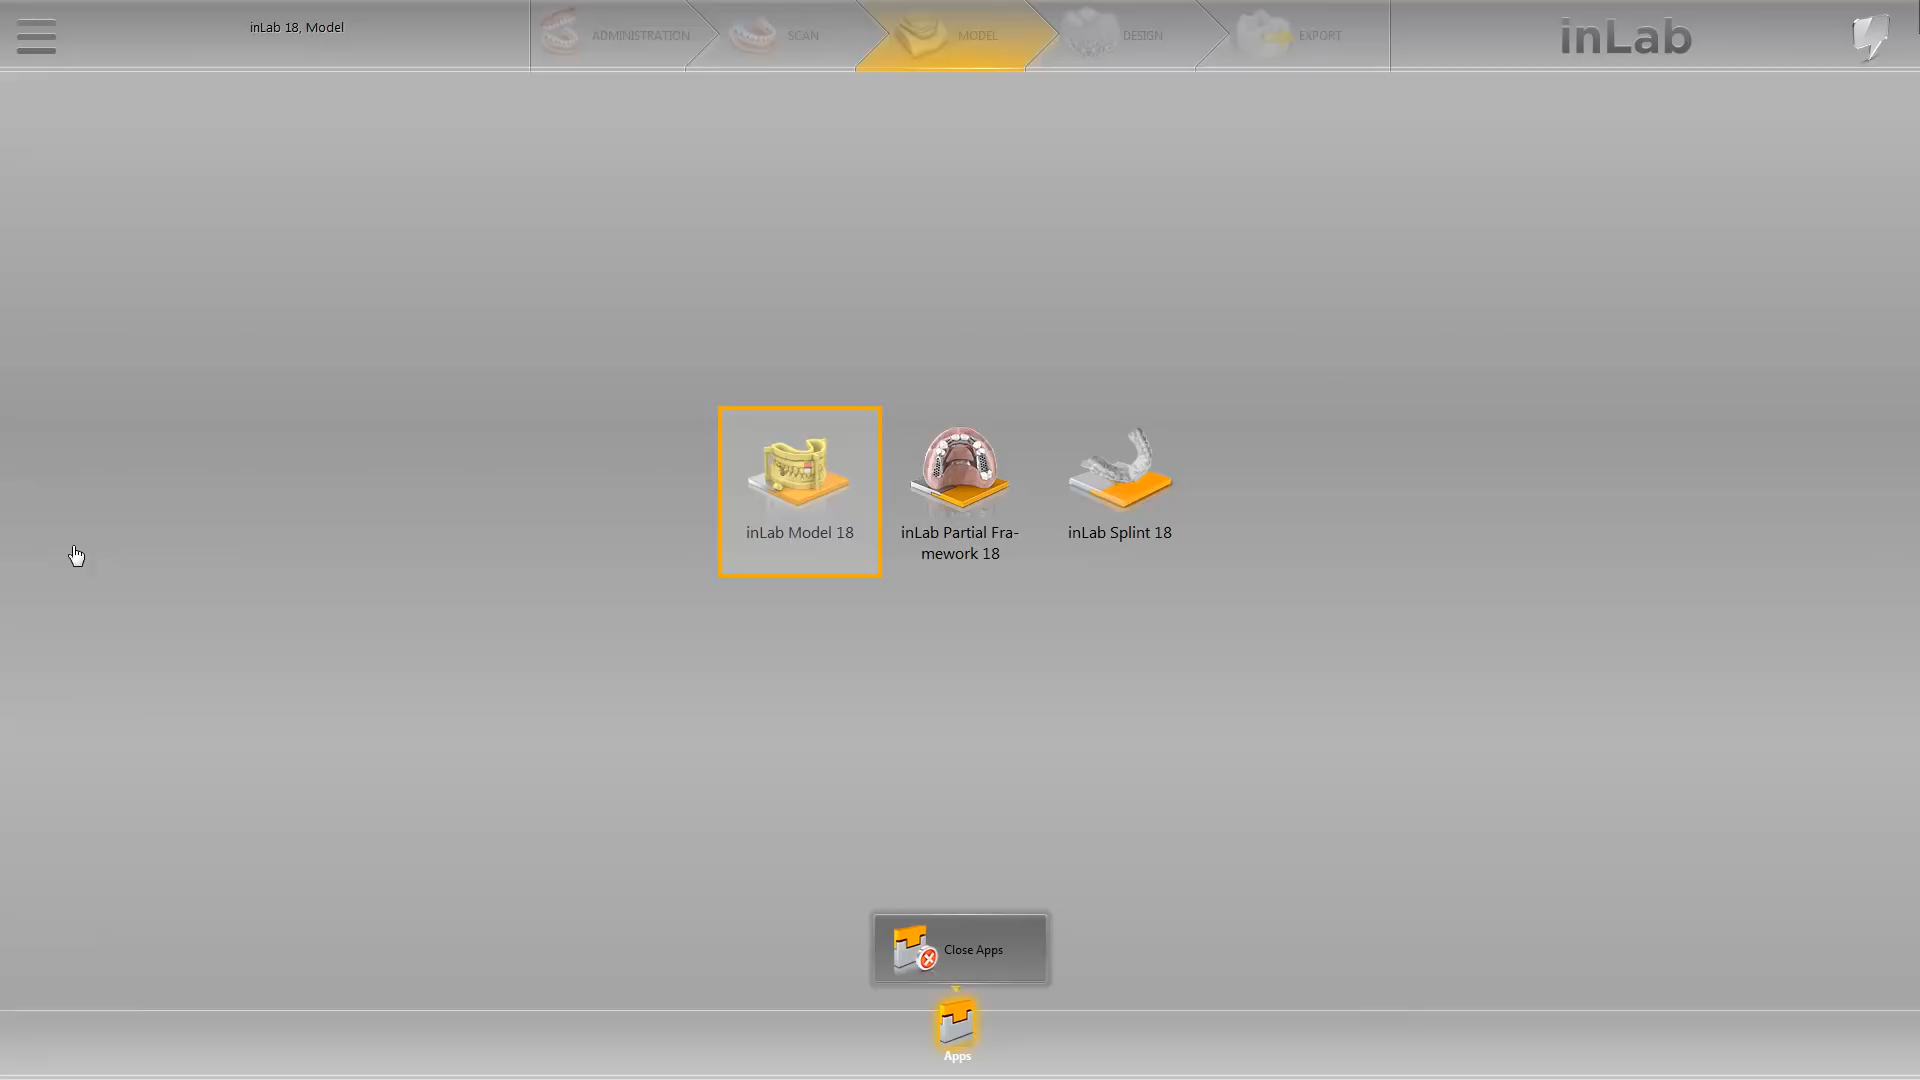 inLab 18, Model
ADMINISTRATION
SCAN
MODEL
DESIGN
EXPORT
inLab
inLab Model 18
inLab Partial Fra-
mework 18
inLab Splint 18
Close Apps
Apps